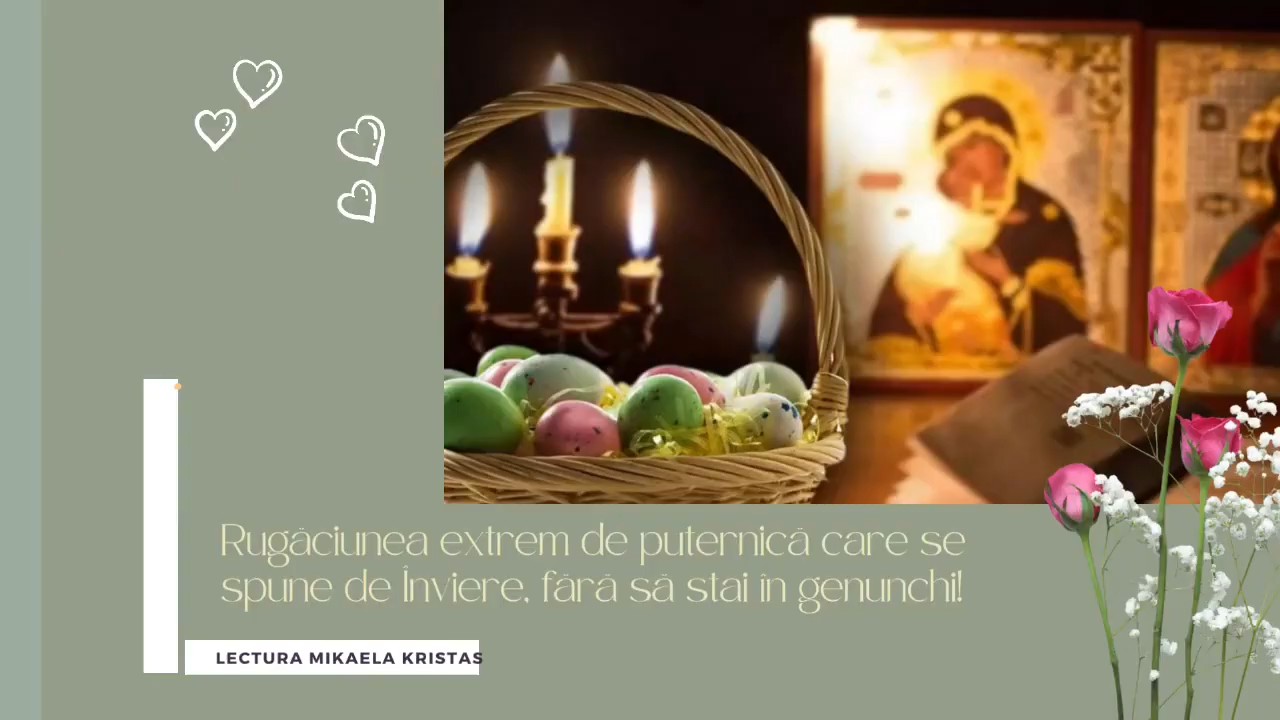 Rugăciunea extrem de puternică care se
spune de Înviere, fără să stai în genunchi!
LECTURA MIKAELA KRISTAS